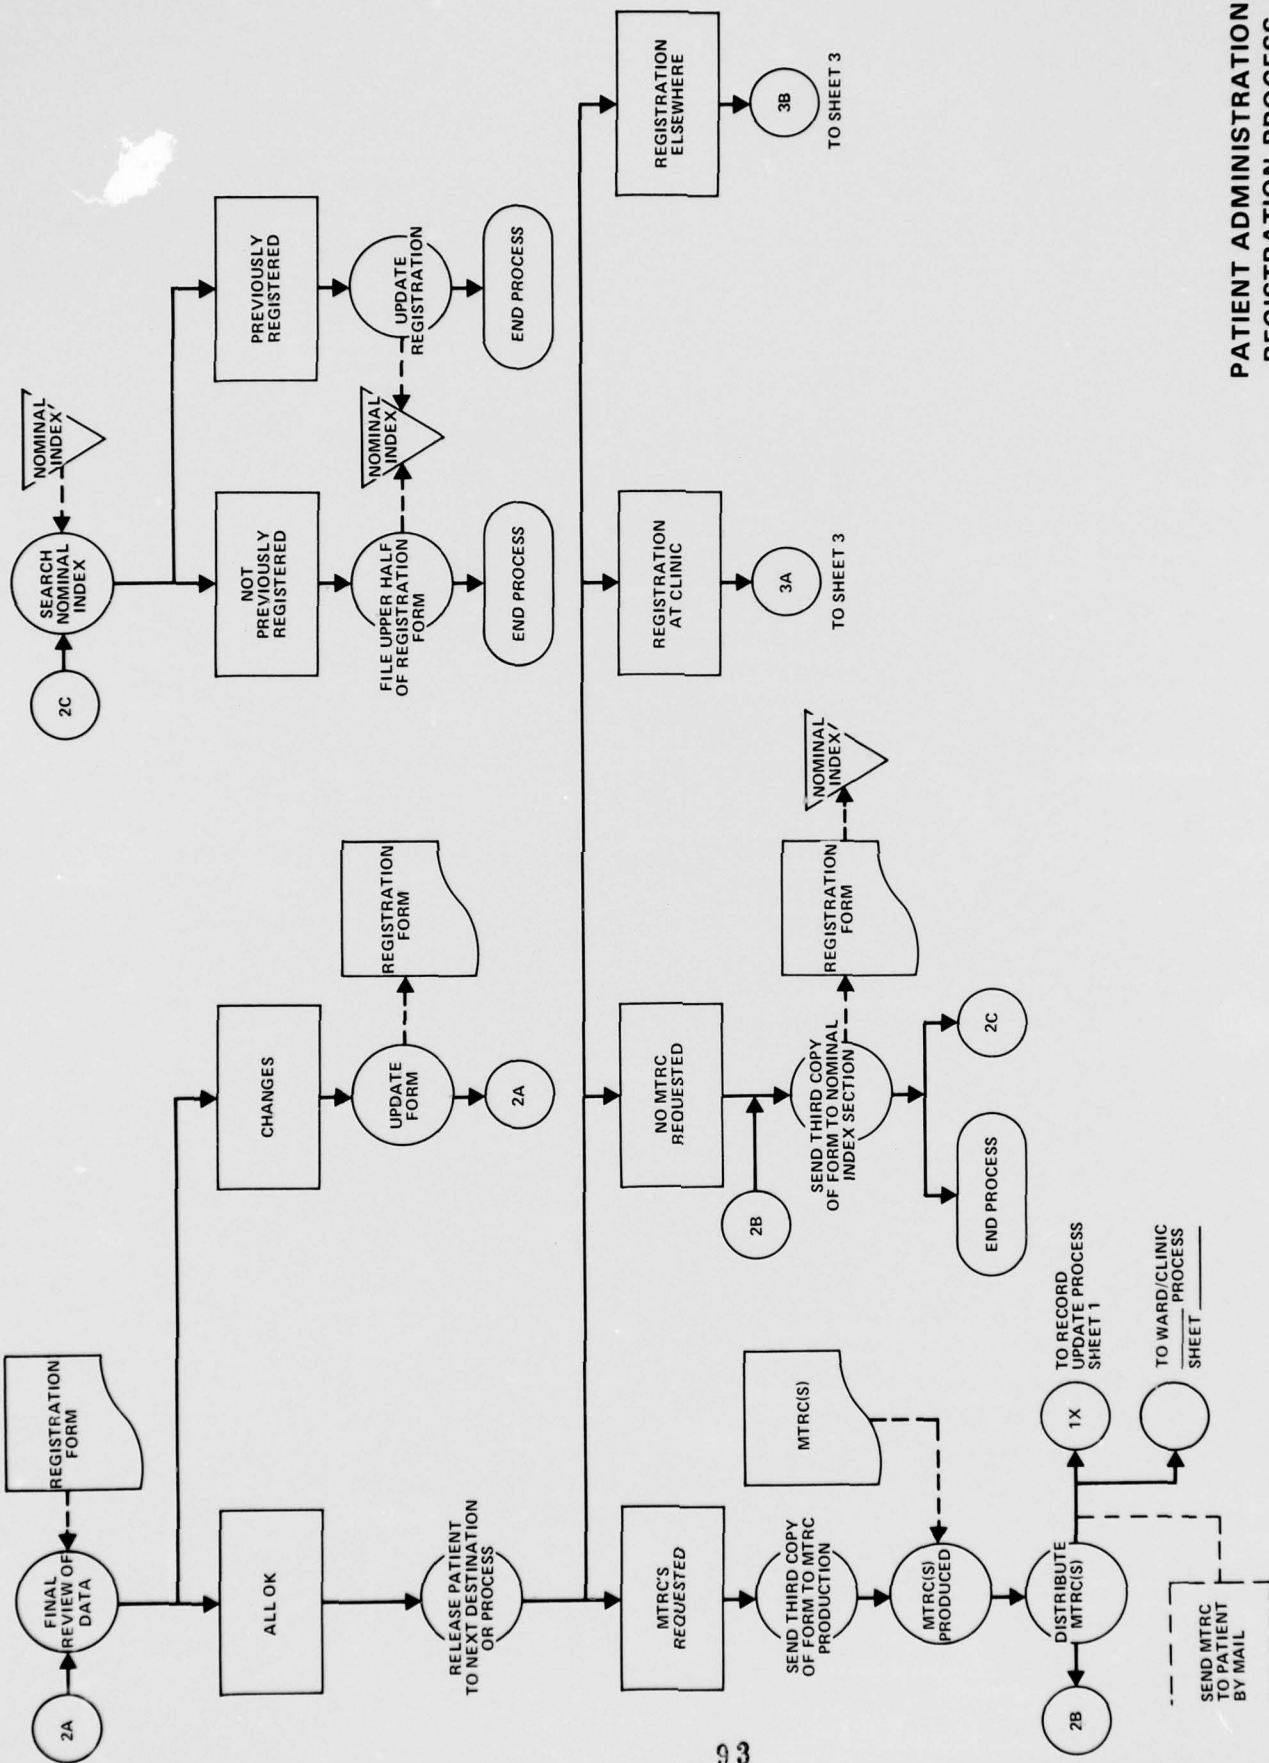 2A
FINAL
REVIEW OF
DATA
REGISTRATION
FORM
ALL OK
CHANGES
UPDATE
FORM
REGISTRATION
FORM
2A
RELEASE PATIENT
TO NEXT DESTINATION
OR PROCESS
2C
SEARCH
NOMINAL
INDEX
NOMINAL
INDEX
NOT
PREVIOUSLY
REGISTERED
PREVIOUSLY
REGISTERED
FILE UPPER HALF
OF REGISTRATION
FORM
NOMINAL
INDEX
UPDATE
REGISTRATION
END PROCESS
END PROCESS
MTRC'S
REQUESTED
NO MTRC
REQUESTED
REGISTRATION
AT CLINIC
REGISTRATION
ELSEWHERE
3A
TO SHEET 3
3B
TO SHEET 3
2B
SEND THIRD COPY
OF FORM TO NOMINAL
INDEX SECTION
REGISTRATION
FORM
NOMINAL
INDEX
END PROCESS
2C
SEND THIRD COPY
OF FORM TO MTRC
PRODUCTION
MTRC(S)
MTRC(S)
PRODUCED
DISTRIBUTE
MTRC(S)
2B
1X
TO RECORD
UPDATE PROCESS
SHEET 1
TO WARD/CLINIC
____ PROCESS
SHEET ____
SEND MTRC
TO PATIENT
BY MAIL
PATIENT ADMINISTRATION
REGISTRATION PROCESS
93